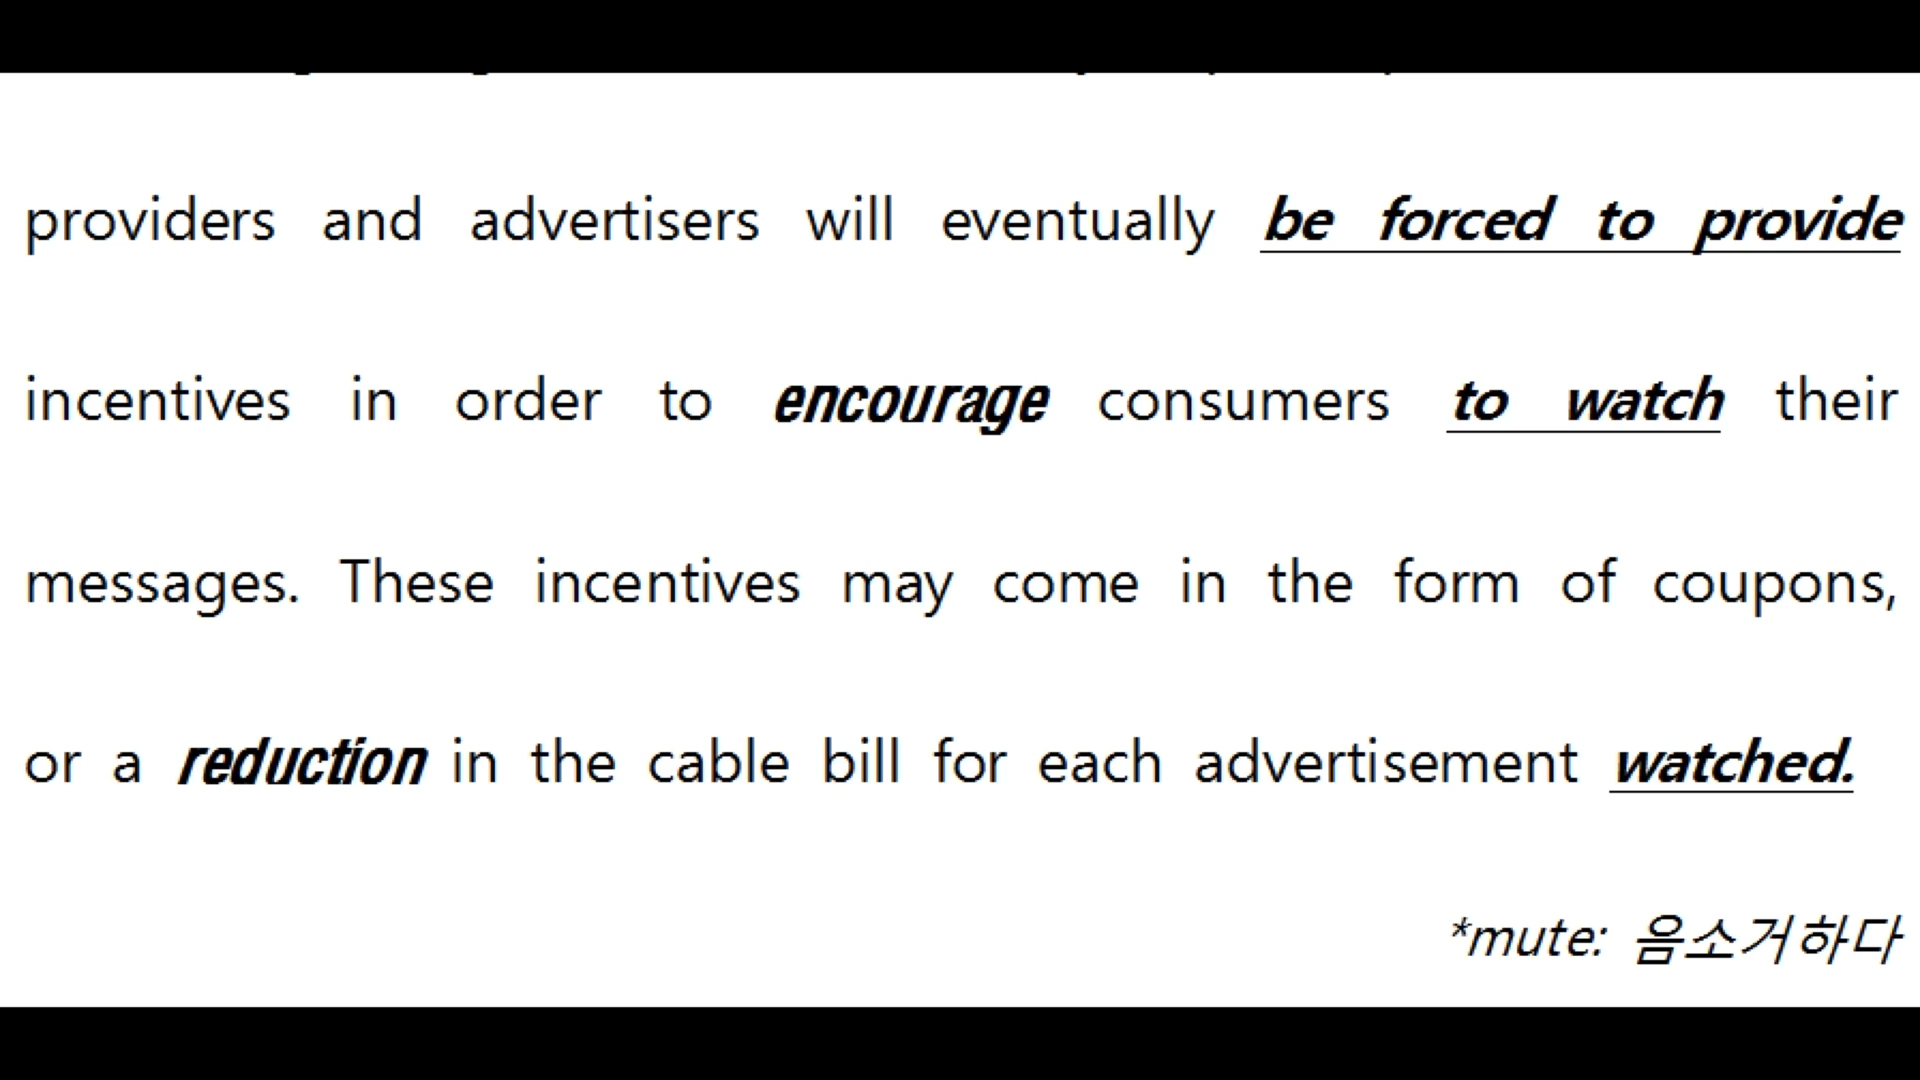 providers and advertisers will eventually be forced to provide
incentives in order to encourage consumers to watch their
messages. These incentives may come in the form of coupons,
or a reduction in the cable bill for each advertisement watched.
*mute: 음소거하다